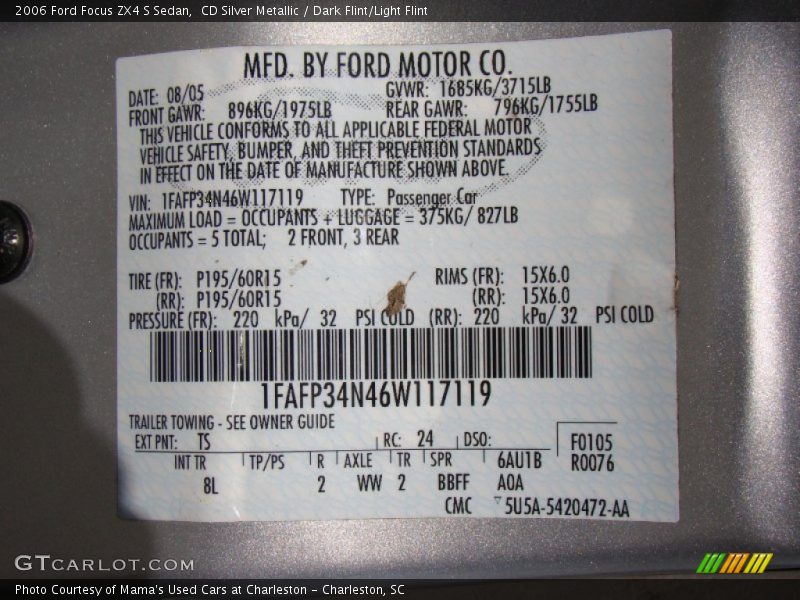 2006 Ford Focus ZX4 S Sedan,  CD Silver Metallic / Dark Flint/Light Flint
MFD. BY FORD MOTOR CO.
DATE: 08/05 GVWR: 1685KG/3715LB
FRONT GAWR: 896KG/1975LB REAR GAWR: 796KG/1755LB
THIS VEHICLE CONFORMS TO ALL APPLICABLE FEDERAL MOTOR
VEHICLE SAFETY, BUMPER, AND THEFT PREVENTION STANDARDS
IN EFFECT ON THE DATE OF MANUFACTURE SHOWN ABOVE.
VIN: 1FAFP34N46W117119 TYPE: Passenger Car
MAXIMUM LOAD = OCCUPANTS + LUGGAGE = 375KG/ 827LB
OCCUPANTS = 5 TOTAL; 2 FRONT, 3 REAR
TIRE (FR): P195/60R15 RIMS (FR): 15X6.0
(RR): P195/60R15 (RR): 15X6.0
PRESSURE (FR): 220 kPa/ 32 PSI COLD (RR): 220 kPa/ 32 PSI COLD
1FAFP34N46W117119
TRAILER TOWING - SEE OWNER GUIDE
EXT PNT: TS RC: 24 DSO: F0105
INT TR TP/PS R AXLE TR SPR 6AU1B R0076
8L 2 WW 2 BBFF AOA
CMC 5U5A-5420472-AA
GTCARLOT.COM
Photo Courtesy of Mama's Used Cars at Charleston - Charleston, SC